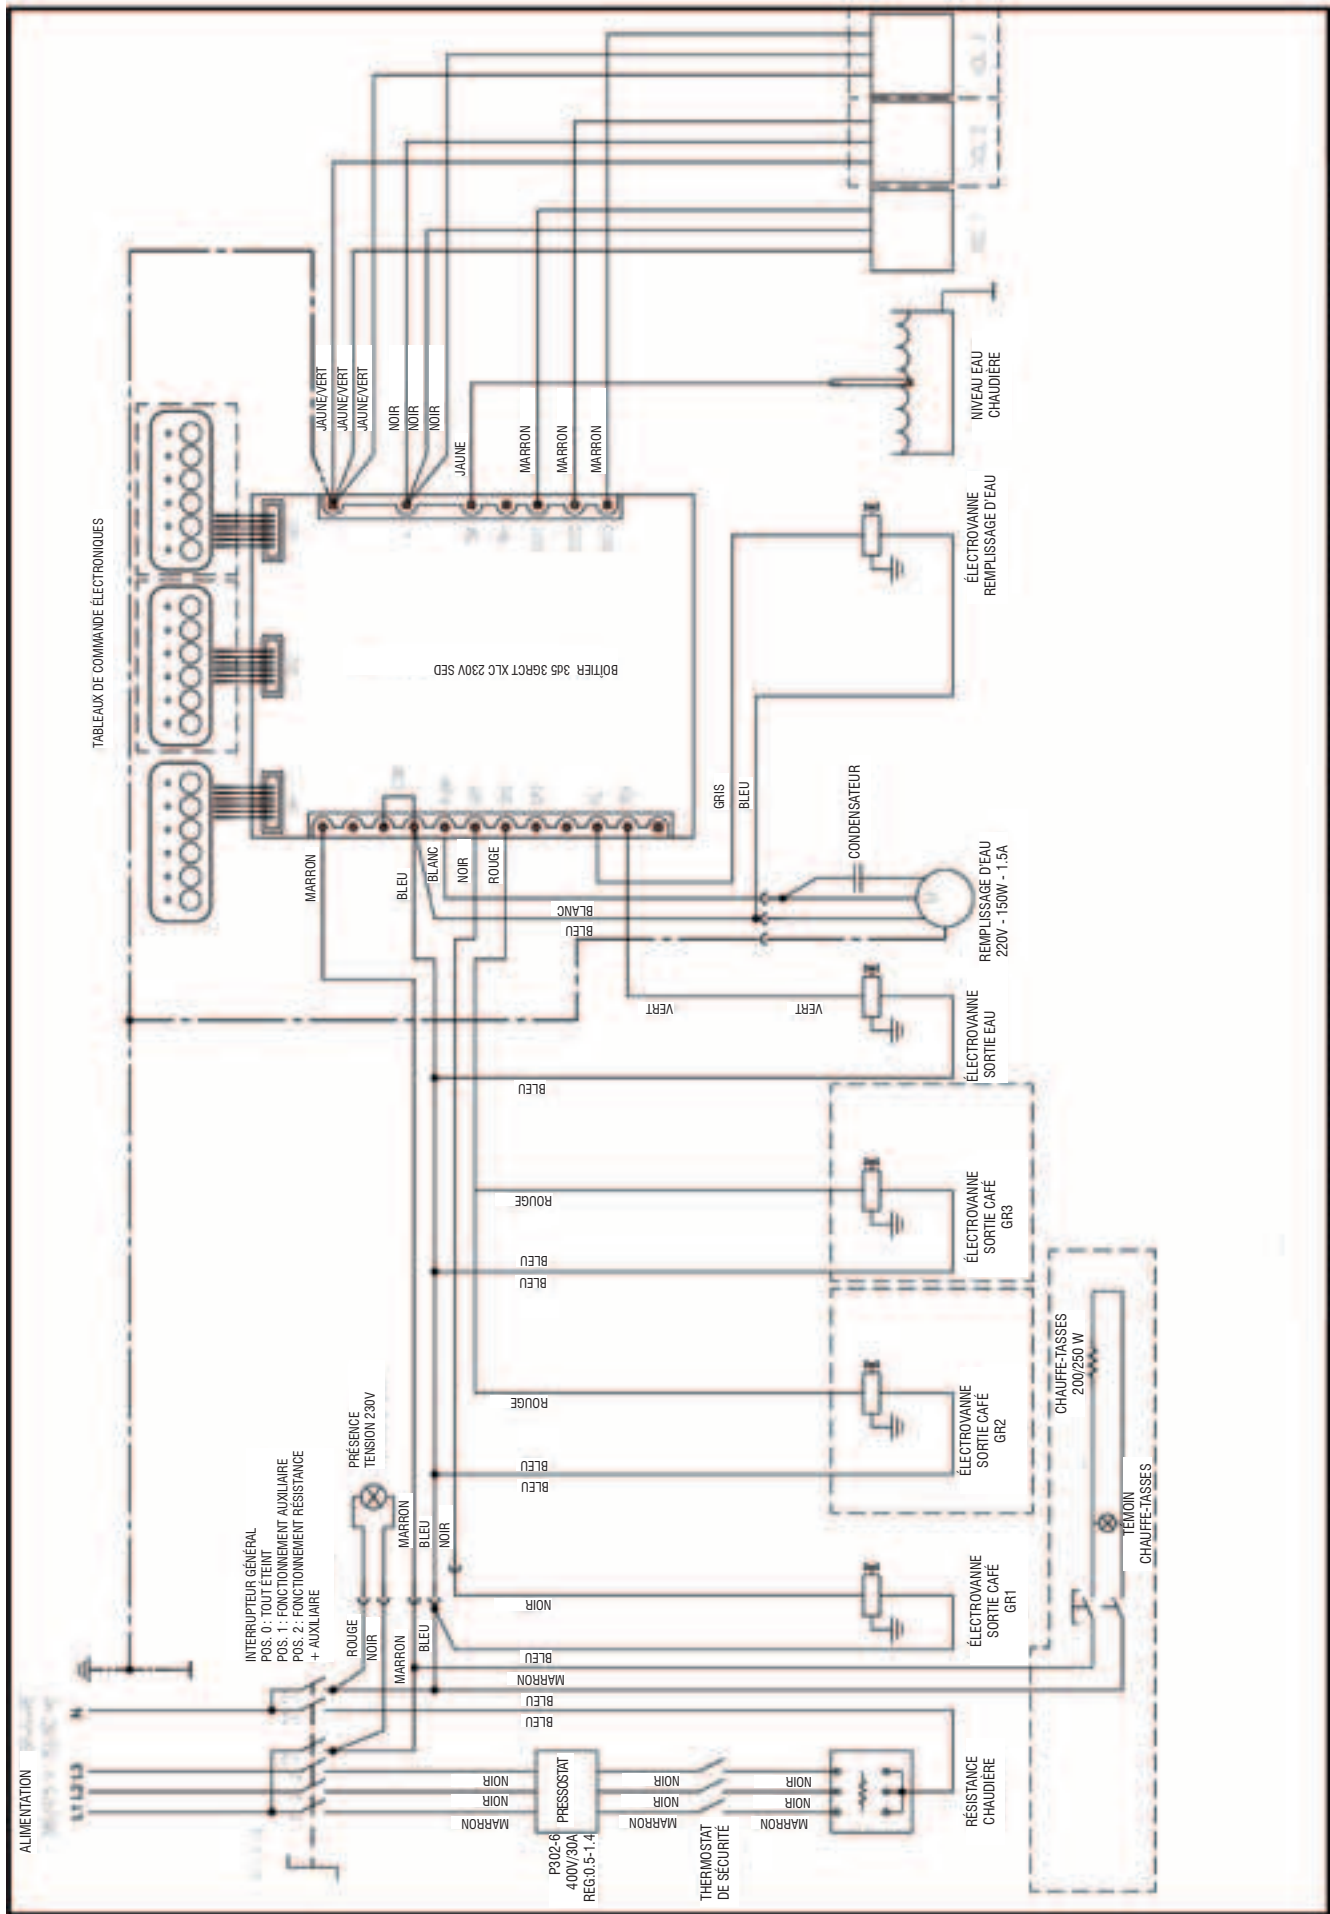 ALIMENTATION
L1 L2 L3
N
INTERRUPTEUR GÉNÉRAL
POS. 0 : TOUT ÉTEINT
POS. 1 : FONCTIONNEMENT AUXILIAIRE
POS. 2 : FONCTIONNEMENT RÉSISTANCE
+ AUXILIAIRE
PRÉSENCE
TENSION 230V
ROUGE
NOIR
MARRON
BLEU
MARRON
BLEU
NOIR
TABLEAUX DE COMMANDE ÉLECTRONIQUES
BOÎTIER 3d5 3GRCT XLC 230V SED
MARRON
BLEU
BLANC
NOIR
ROUGE
JAUNE/VERT
JAUNE/VERT
JAUNE/VERT
NOIR
NOIR
NOIR
JAUNE
MARRON
MARRON
MARRON
GRIS
BLEU
BLANC
BLEU
CONDENSATEUR
VERT
VERT
BLEU
ROUGE
BLEU
BLEU
ROUGE
BLEU
BLEU
NOIR
BLEU
MARRON
BLEU
BLEU
NOIR
NOIR
MARRON
PRESSOSTAT
P302-6
400V/30A
REG:0.5-1.4
NOIR
NOIR
MARRON
THERMOSTAT
DE SÉCURITÉ
NOIR
NOIR
MARRON
RÉSISTANCE
CHAUDIÈRE
ÉLECTROVANNE
SORTIE CAFÉ
GR1
ÉLECTROVANNE
SORTIE CAFÉ
GR2
ÉLECTROVANNE
SORTIE CAFÉ
GR3
ÉLECTROVANNE
SORTIE EAU
REMPLISSAGE D'EAU
220V - 150W - 1.5A
ÉLECTROVANNE
REMPLISSAGE D'EAU
NIVEAU EAU
CHAUDIÈRE
CHAUFFE-TASSES
200/250 W
TÉMOIN
CHAUFFE-TASSES